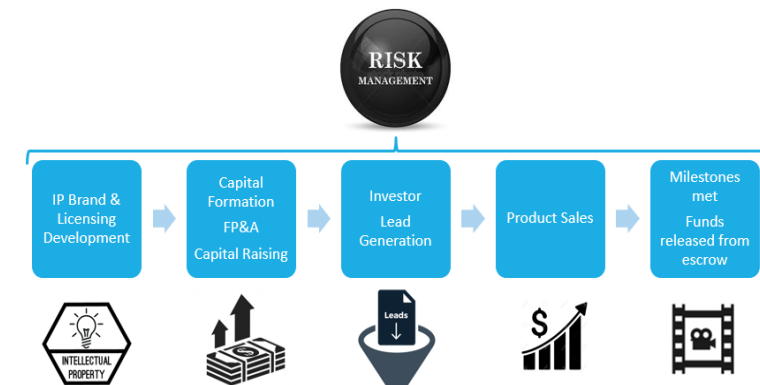 RISK
MANAGEMENT
IP Brand &
Licensing
Development
Capital
Formation
FP&A
Capital Raising
Investor
Lead
Generation
Product Sales
Milestones
met
Funds
released from
escrow
INTELLECTUAL
PROPERTY
$
Leads
$